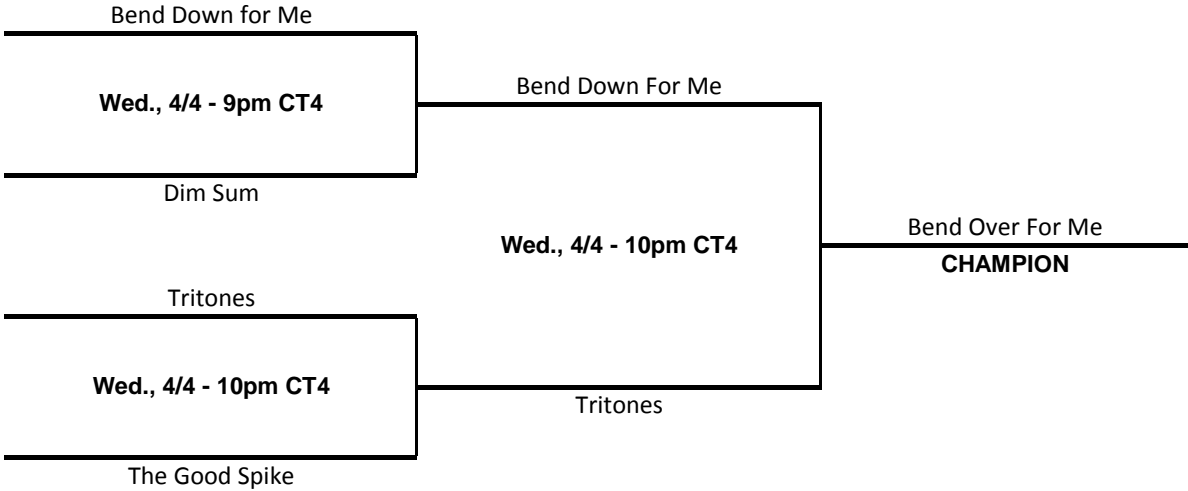 Bend Down for Me
Wed., 4/4 - 9pm CT4
Dim Sum
Bend Down For Me
Tritones
Wed., 4/4 - 10pm CT4
The Good Spike
Wed., 4/4 - 10pm CT4
Tritones
Bend Over For Me
CHAMPION